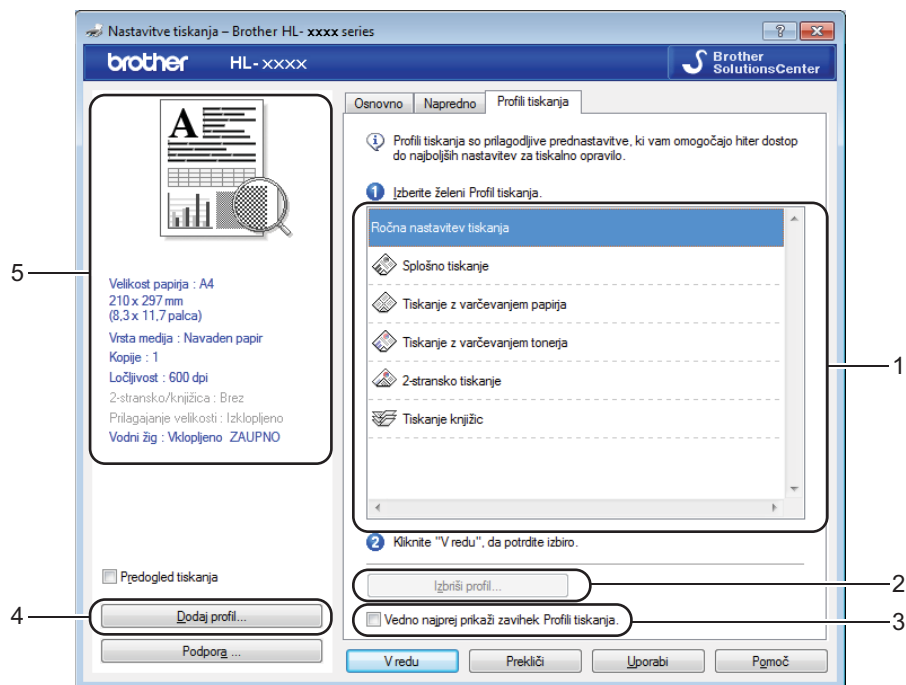 Nastavitve tiskanja – Brother HL- xxxx series
brother HL-xxxx
Brother
SolutionsCenter
Osnovno Napredno Profili tiskanja
Profili tiskanja so prilagodljive prednastavitve, ki vam omogočajo hiter dostop
do najboljših nastavitev za tiskalno opravilo.
1 Izberite želeni Profil tiskanja.
Ročna nastavitev tiskanja
Splošno tiskanje
Tiskanje z varčevanjem papirja
Tiskanje z varčevanjem tonerja
2-stransko tiskanje
Tiskanje knjižic
1
2 Kliknite "V redu", da potrdite izbiro.
Izbriši profil...
2
Vedno najprej prikaži zavihek Profili tiskanja.
3
A
5
Velikost papirja : A4
210 x 297 mm
(8,3 x 11,7 palca)
Vrsta medija : Navaden papir
Kopije : 1
Ločljivost : 600 dpi
2-stransko/knjižica : Brez
Prilagajanje velikosti : Izklopljeno
Vodni žig : Vklopljeno ZAUPNO
Predogled tiskanja
4
Dodaj profil...
Podpora ...
V redu Prekliči Uporabi Pomoč